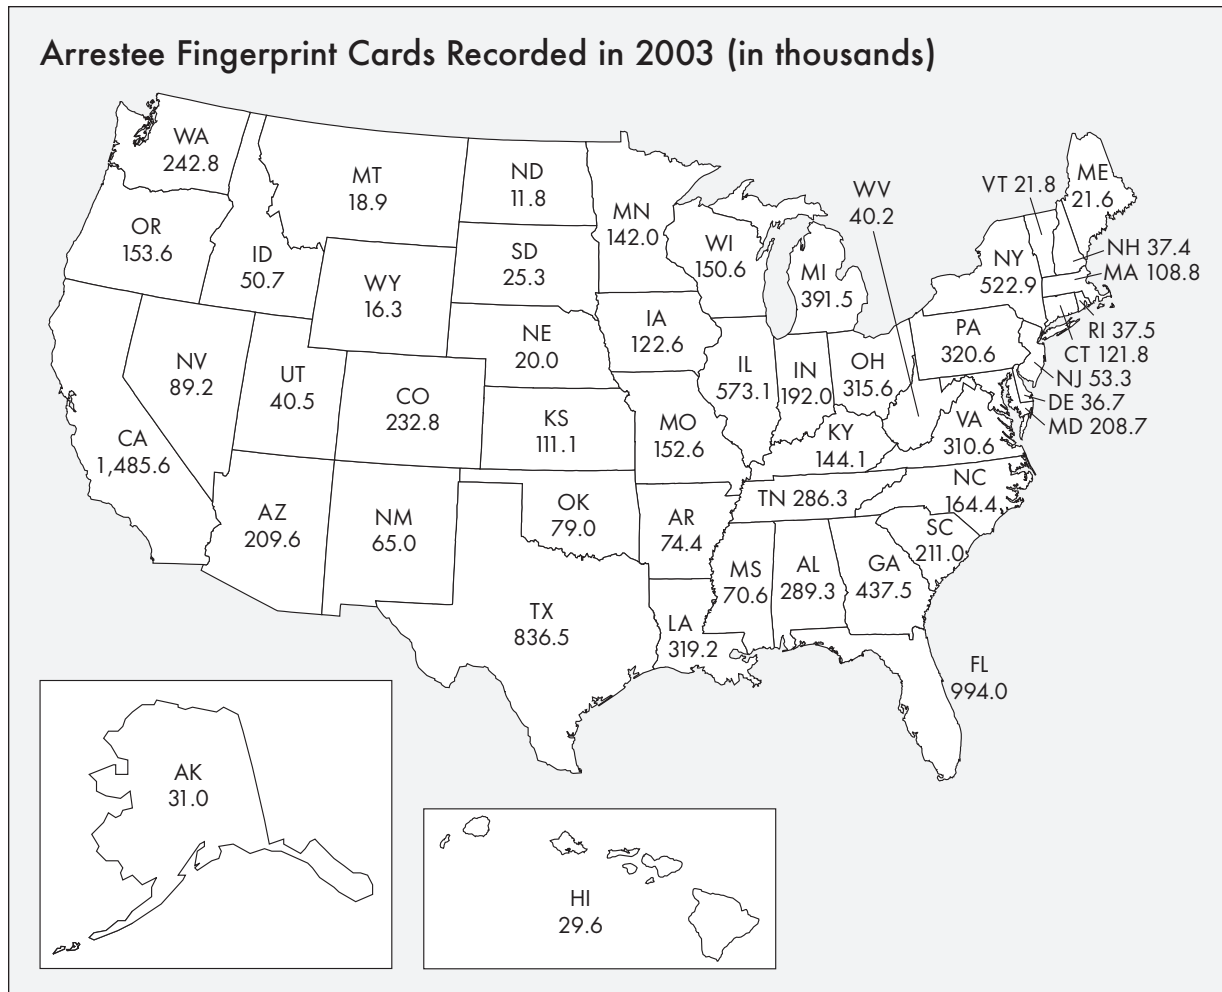 Arrestee Fingerprint Cards Recorded in 2003 (in thousands)
WA
242.8
OR
153.6
CA
1,485.6
ID
50.7
NV
89.2
MT
18.9
WY
16.3
UT
40.5
AZ
209.6
CO
232.8
NM
65.0
ND
11.8
SD
25.3
NE
20.0
KS
111.1
OK
79.0
TX
836.5
MN
142.0
IA
122.6
MO
152.6
AR
74.4
LA
319.2
WI
150.6
IL
573.1
MI
391.5
IN
192.0
OH
315.6
KY
144.1
TN 286.3
MS
70.6
AL
289.3
GA
437.5
FL
994.0
SC
211.0
NC
164.4
VA
310.6
WV
40.2
PA
320.6
NY
522.9
VT 21.8
ME
21.6
NH 37.4
MA 108.8
RI 37.5
CT 121.8
NJ 53.3
DE 36.7
MD 208.7
AK
31.0
HI
29.6